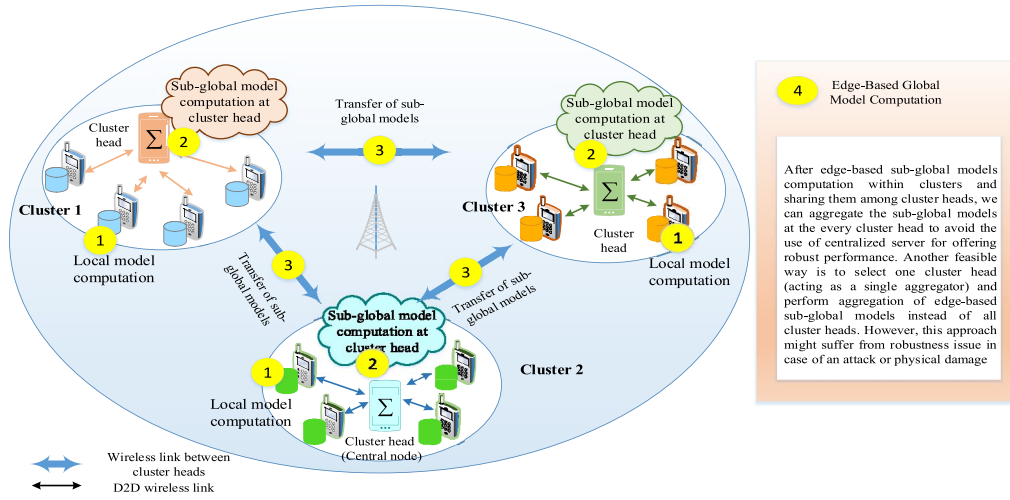 Sub-global model
computation at
cluster head
Cluster
head
Σ
2
Cluster 1
1
Local model
computation
Transfer of sub-
global models
3
Sub-global model
computation at
cluster head
2
Σ
Cluster 3
Cluster
head
1
Local model
computation
3
Transfer of sub-
global models
3
Transfer of sub-
global models
Sub-global model
computation at
cluster head
2
Cluster 2
1
Local model
computation
Σ
Cluster head
(Central node)
Wireless link between
cluster heads
D2D wireless link
4
Edge-Based Global
Model Computation
After edge-based sub-global models
computation within clusters and
sharing them among cluster heads, we
can aggregate the sub-global models
at the every cluster head to avoid the
use of centralized server for offering
robust performance. Another feasible
way is to select one cluster head
(acting as a single aggregator) and
perform aggregation of edge-based
sub-global models instead of all
cluster heads. However, this approach
might suffer from robustness issue in
case of an attack or physical damage